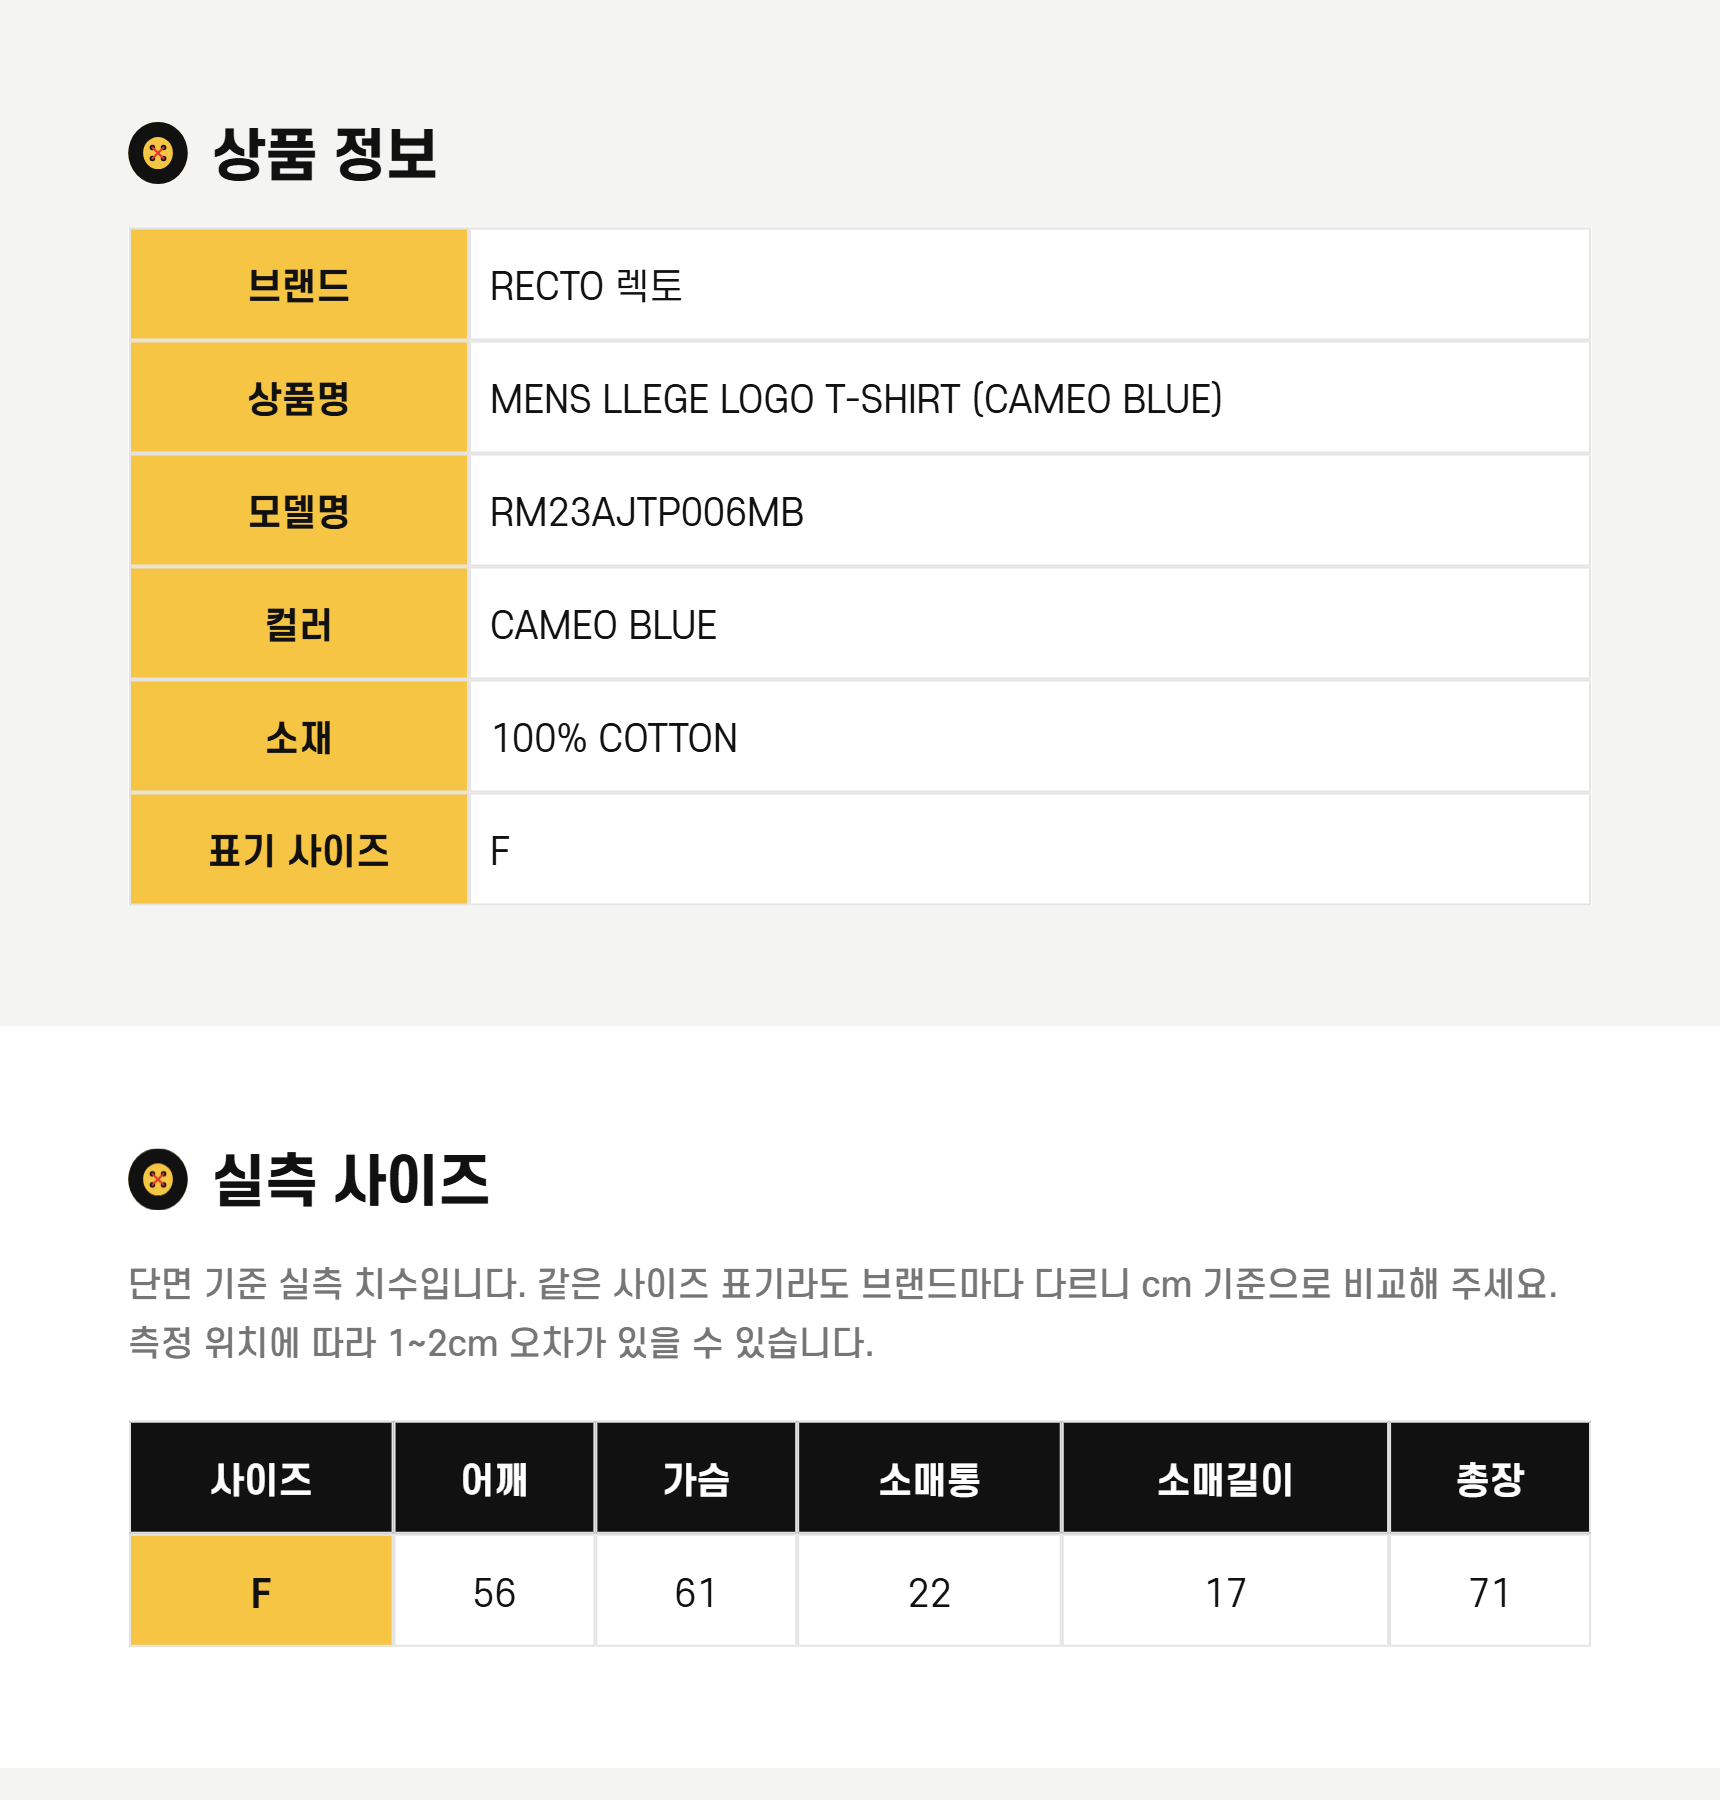 상품 정보
브랜드 RECTO 렉토
상품명 MENS LLEGE LOGO T-SHIRT (CAMEO BLUE)
모델명 RM23AJTP006MB
컬러 CAMEO BLUE
소재 100% COTTON
표기 사이즈 F
실측 사이즈
단면 기준 실측 치수입니다. 같은 사이즈 표기라도 브랜드마다 다르니 cm 기준으로 비교해 주세요.
측정 위치에 따라 1~2cm 오차가 있을 수 있습니다.
사이즈 어깨 가슴 소매통 소매길이 총장
F 56 61 22 17 71